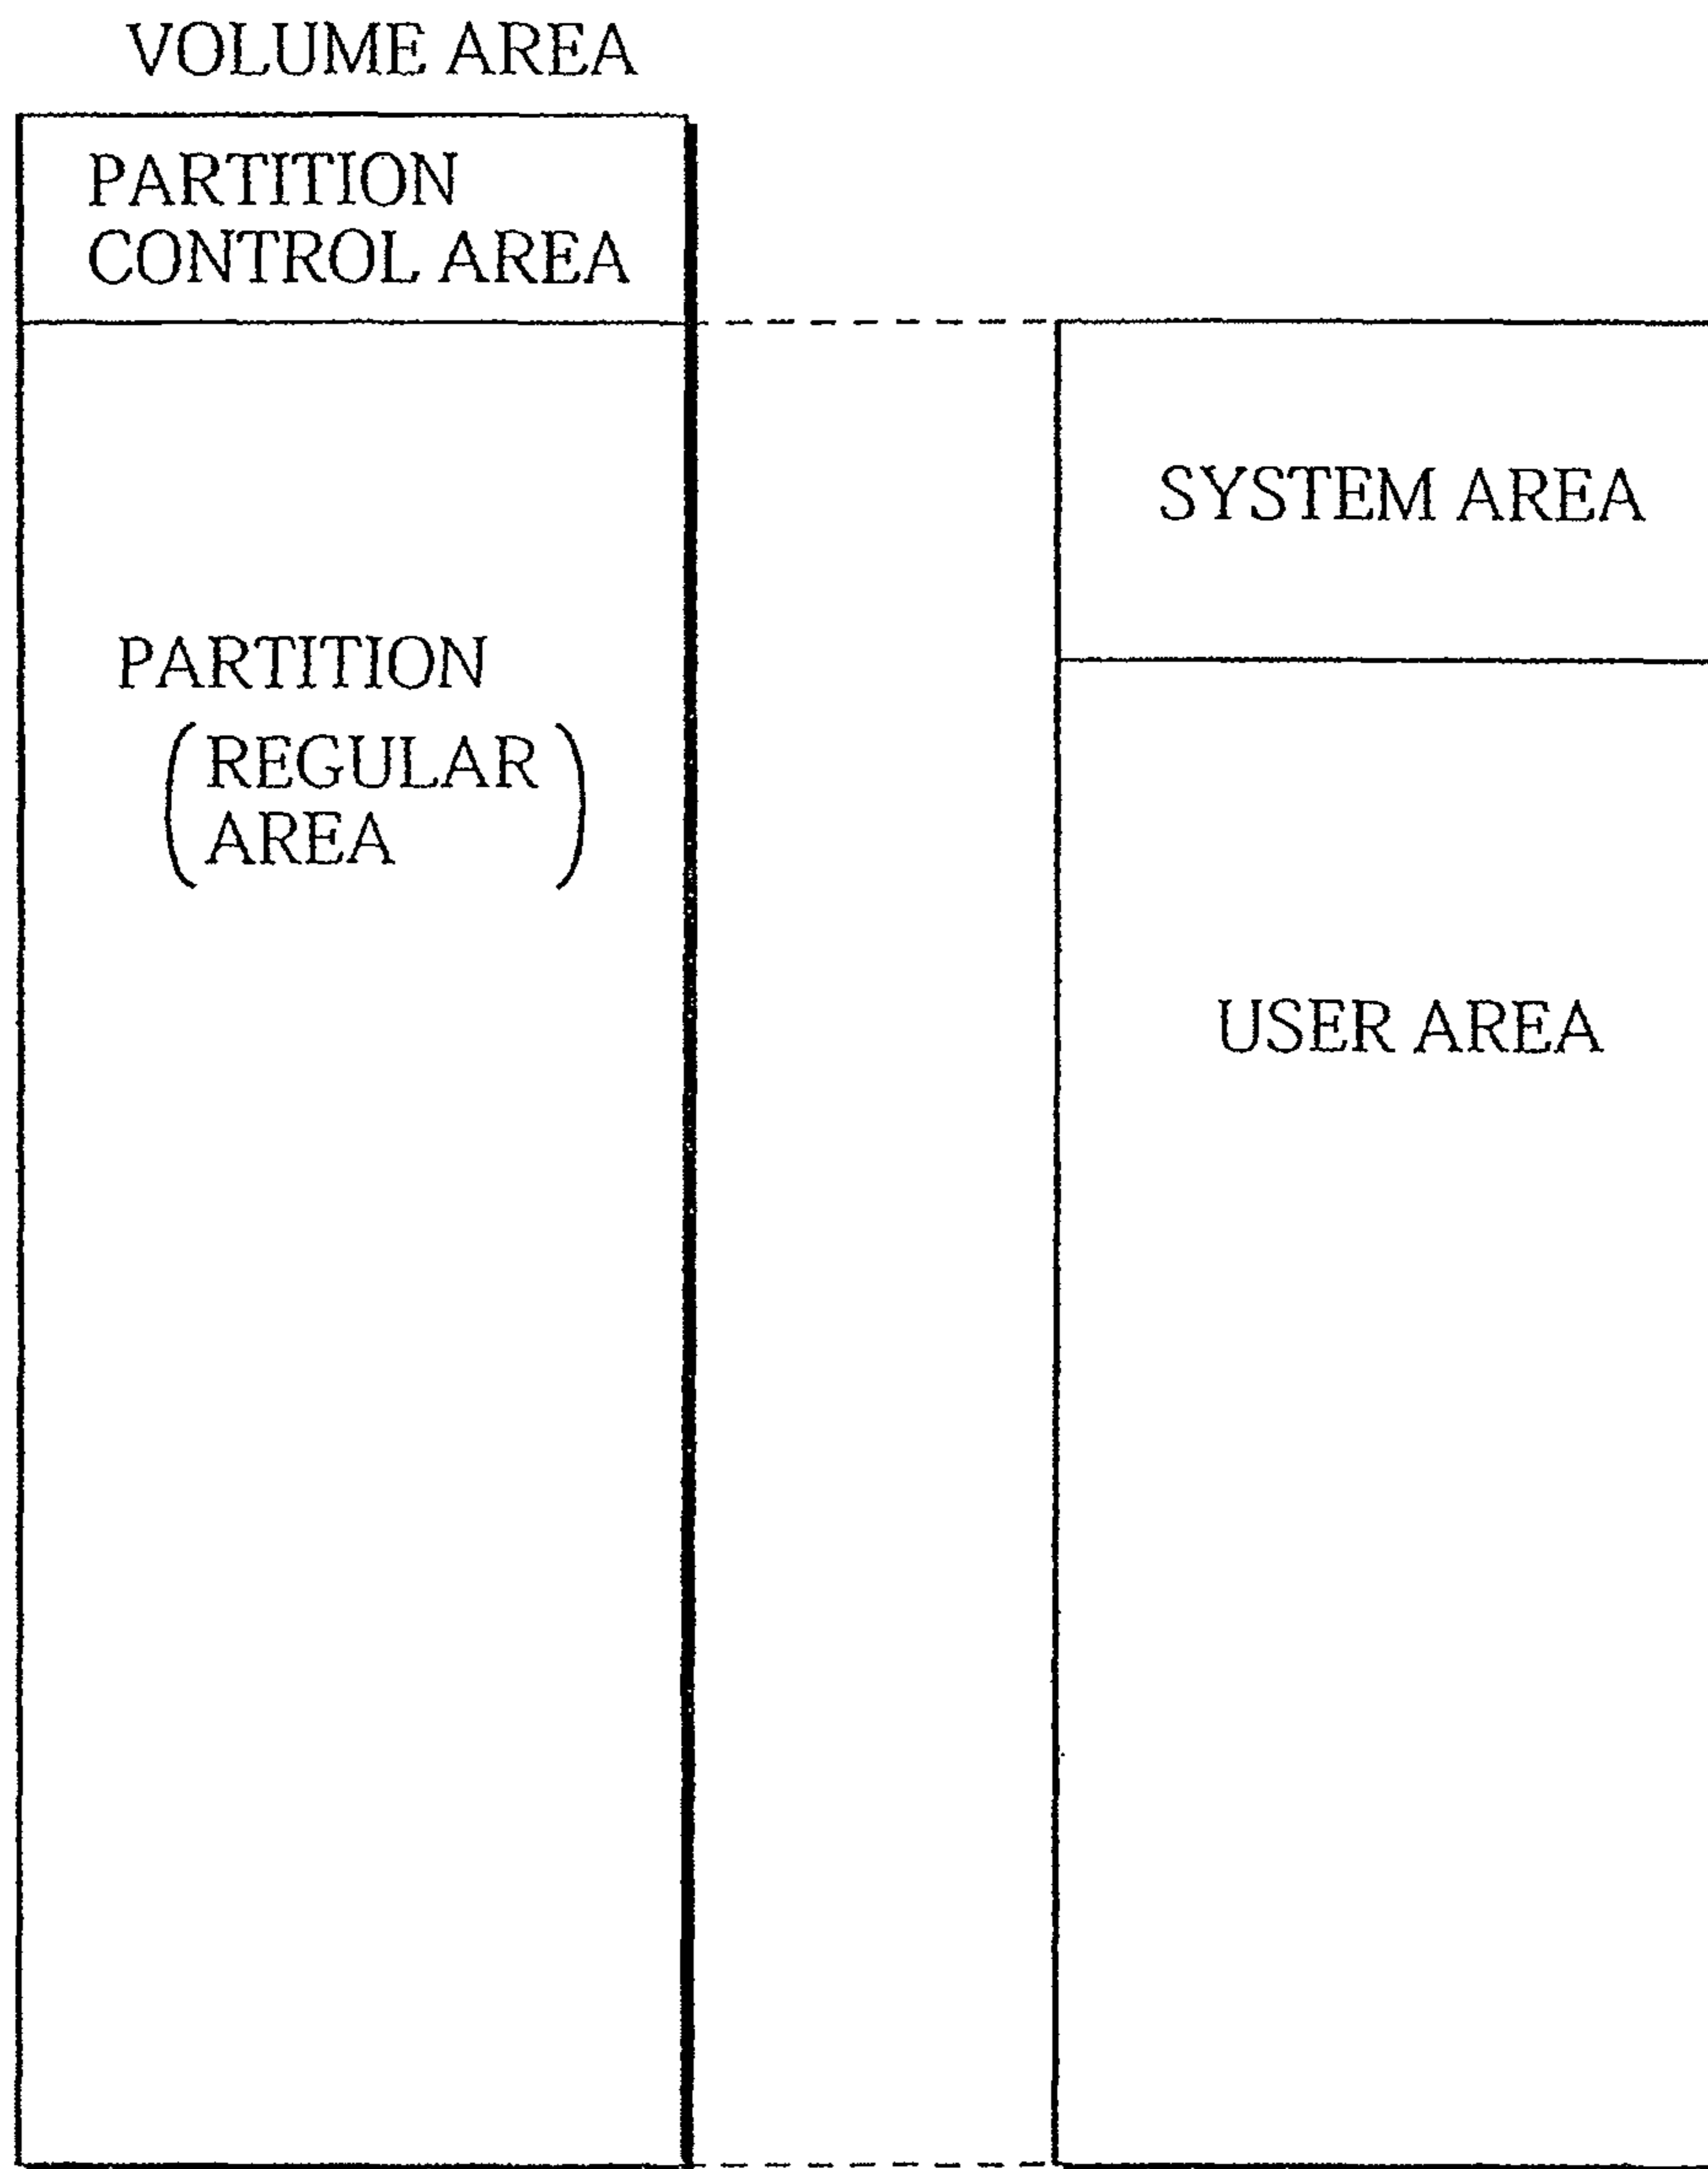 VOLUME AREA
PARTITION
CONTROL AREA
PARTITION
(REGULAR
AREA)
SYSTEM AREA
USER AREA